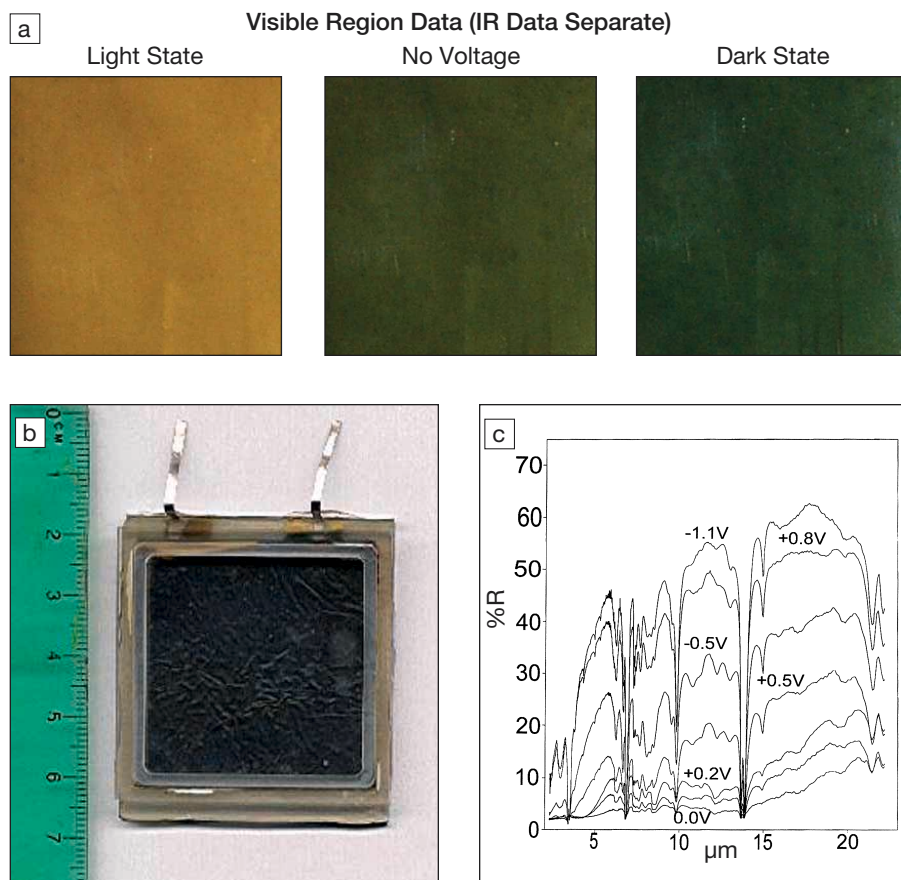 Visible Region Data (IR Data Separate)
a
Light State
No Voltage
Dark State
b
0
CM
1
2
3
4
5
6
7
c
%R
70
60
50
40
30
20
10
0
-1.1V
+0.8V
-0.5V
+0.5V
+0.2V
0.0V
5
10
15
20
µm